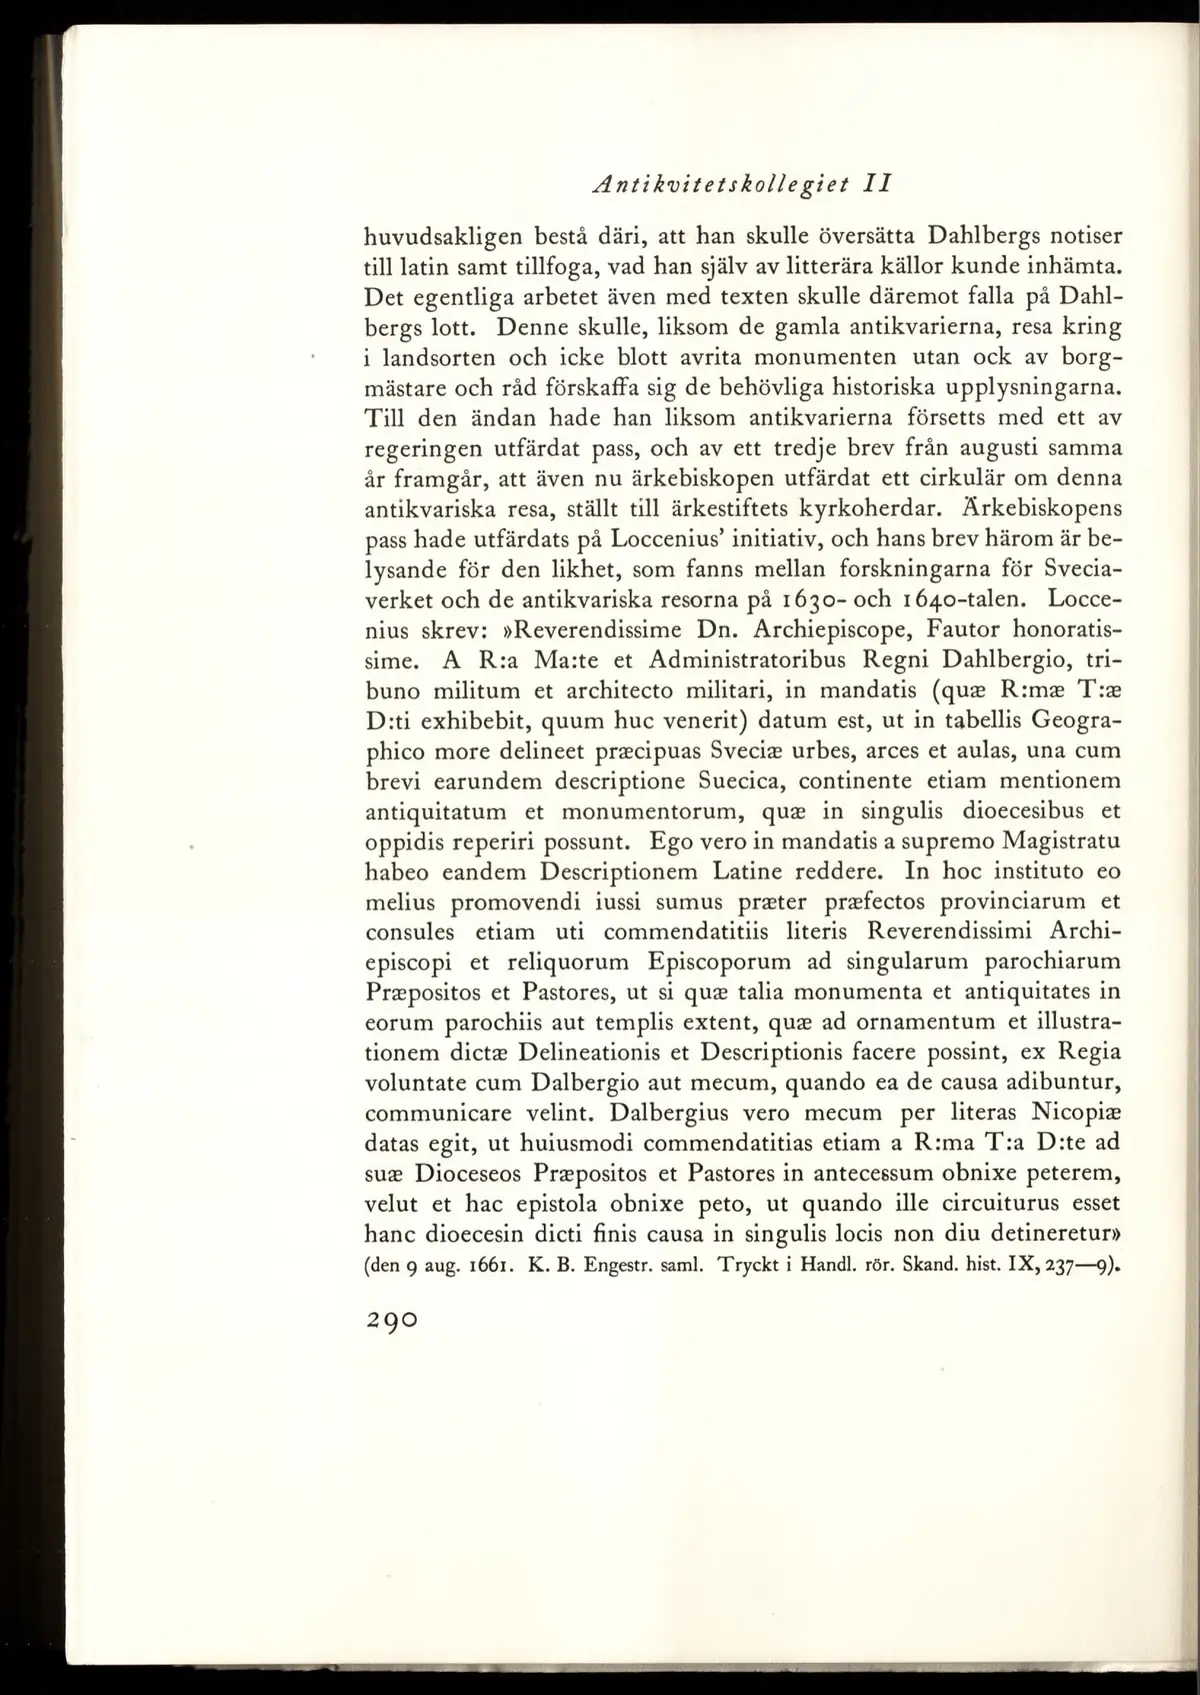 Antikvitetskollegiet II
huvudsakligen bestå däri, att han skulle översätta Dahlbergs notiser
till latin samt tillfoga, vad han själv av litterära källor kunde inhämta.
Det egentliga arbetet även med texten skulle däremot falla på Dahl-
bergs lott. Denne skulle, liksom de gamla antikvarierna, resa kring
i landsorten och icke blott avrita monumenten utan ock av borg-
mästare och råd förskaffa sig de behövliga historiska upplysningarna.
Till den ändan hade han liksom antikvarierna försetts med ett av
regeringen utfärdat pass, och av ett tredje brev från augusti samma
år framgår, att även nu ärkebiskopen utfärdat ett cirkulär om denna
antikvariska resa, ställt till ärkestiftets kyrkoherdar. Ärkebiskopens
pass hade utfärdats på Loccenius’ initiativ, och hans brev härom är be-
lysande för den likhet, som fanns mellan forskningarna för Svecia-
verket och de antikvariska resorna på 1630- och 1640-talen. Locce-
nius skrev: »Reverendissime Dn. Archiepiscope, Fautor honoratis-
sime. A R:a Ma:te et Administratoribus Regni Dahlbergio, tri-
buno militum et architecto militari, in mandatis (quæ R:mæ T:æ
D:ti exhibebit, quum huc venerit) datum est, ut in tabellis Geogra-
phico more delineet præcipuas Sveciæ urbes, arces et aulas, una cum
brevi earundem descriptione Suecica, continente etiam mentionem
antiquitatum et monumentorum, quæ in singulis dioecesibus et
oppidis reperiri possunt. Ego vero in mandatis a supremo Magistratu
habeo eandem Descriptionem Latine reddere. In hoc instituto eo
melius promovendi iussi sumus præter præfectos provinciarum et
consules etiam uti commendatitiis literis Reverendissimi Archi-
episcopi et reliquorum Episcoporum ad singularum parochiarum
Præpositos et Pastores, ut si quæ talia monumenta et antiquitates in
eorum parochiis aut templis extent, quæ ad ornamentum et illustra-
tionem dictæ Delineationis et Descriptionis facere possint, ex Regia
voluntate cum Dalbergio aut mecum, quando ea de causa adibuntur,
communicare velint. Dalbergius vero mecum per literas Nicopiæ
datas egit, ut huiusmodi commendatitias etiam a R:ma T:a D:te ad
suæ Dioceseos Præpositos et Pastores in antecessum obnixe peterem,
velut et hac epistola obnixe peto, ut quando ille circuiturus esset
hanc dioecesin dicti finis causa in singulis locis non diu detineretur»
(den 9 aug. 1661. K. B. Engestr. saml. Tryckt i Handl. rör. Skand. hist. IX, 237—9).
290